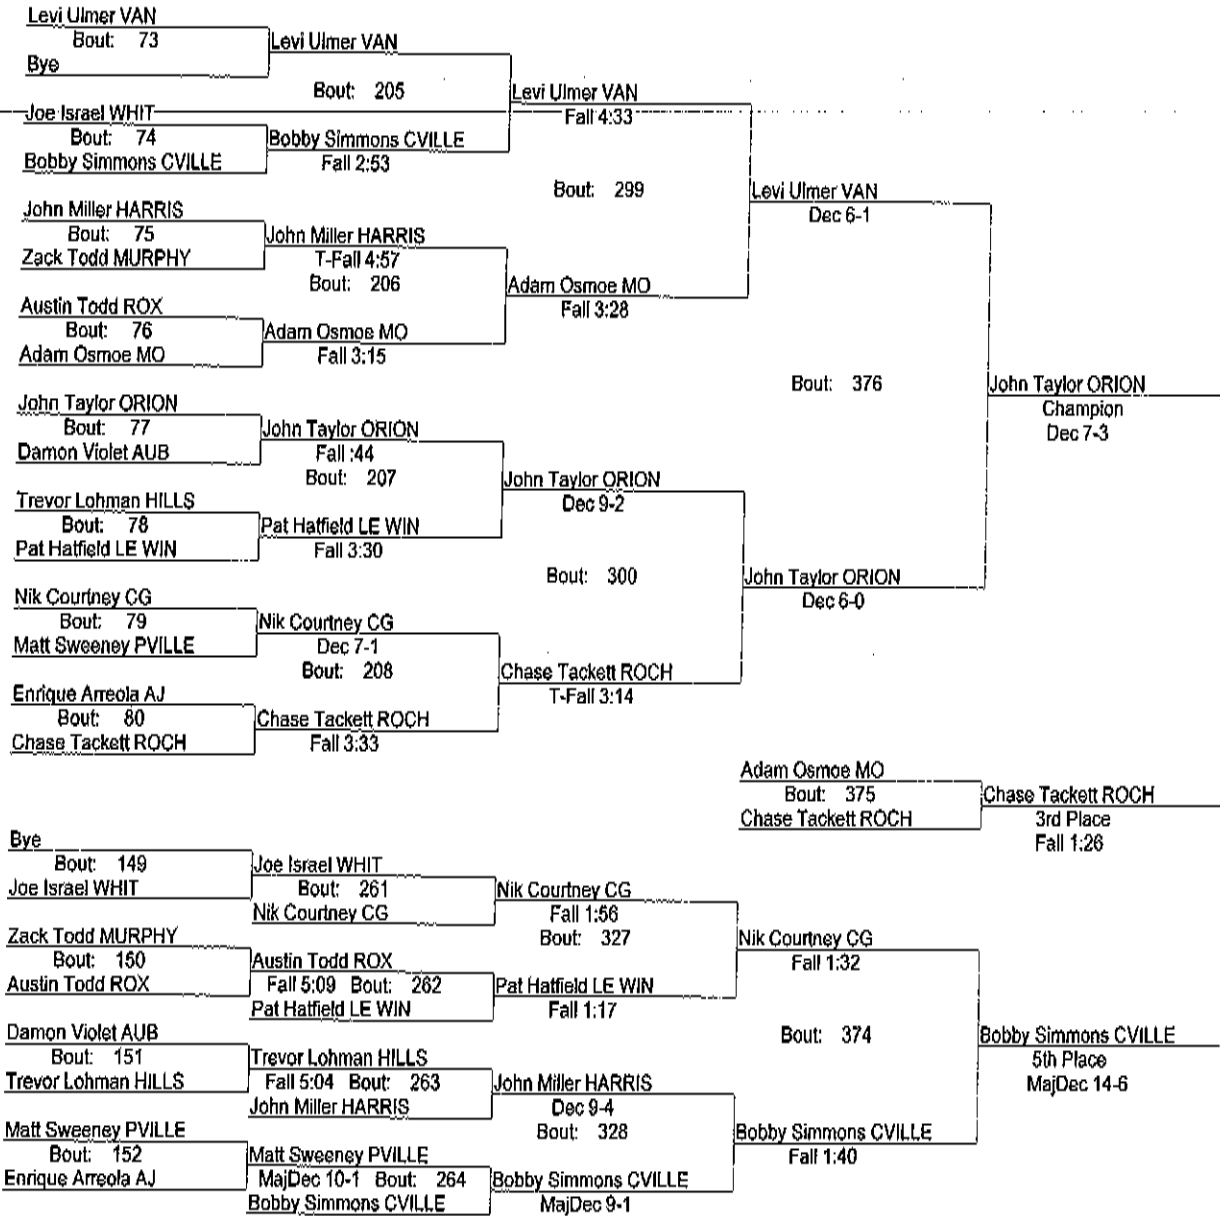 Levi Ulmer VAN
Bout: 73
Bye
Levi Ulmer VAN
Bout: 205
Joe Israel WHIT
Bout: 74
Bobby Simmons CVILLE
Bobby Simmons CVILLE
Fall 2:53
Levi Ulmer VAN
Fall 4:33
Bout: 299
John Miller HARRIS
Bout: 75
Zack Todd MURPHY
John Miller HARRIS
T-Fall 4:57
Bout: 206
Austin Todd ROX
Bout: 76
Adam Osmoe MO
Adam Osmoe MO
Fall 3:15
Adam Osmoe MO
Fall 3:28
Levi Ulmer VAN
Dec 6-1
Bout: 376
John Taylor ORION
Champion
Dec 7-3
John Taylor ORION
Bout: 77
Damon Violet AUB
John Taylor ORION
Fall :44
Bout: 207
Trevor Lohman HILLS
Bout: 78
Pat Hatfield LE WIN
Pat Hatfield LE WIN
Fall 3:30
John Taylor ORION
Dec 9-2
Bout: 300
John Taylor ORION
Dec 6-0
Nik Courtney CG
Bout: 79
Matt Sweeney PVILLE
Nik Courtney CG
Dec 7-1
Bout: 208
Enrique Arreola AJ
Bout: 80
Chase Tackett ROCH
Chase Tackett ROCH
Fall 3:33
Chase Tackett ROCH
T-Fall 3:14
Adam Osmoe MO
Bout: 375
Chase Tackett ROCH
Chase Tackett ROCH
3rd Place
Fall 1:26
Bye
Bout: 149
Joe Israel WHIT
Joe Israel WHIT
Bout: 261
Nik Courtney CG
Nik Courtney CG
Fall 1:56
Bout: 327
Zack Todd MURPHY
Bout: 150
Austin Todd ROX
Austin Todd ROX
Fall 5:09 Bout: 262
Pat Hatfield LE WIN
Pat Hatfield LE WIN
Fall 1:17
Nik Courtney CG
Fall 1:32
Bout: 374
Bobby Simmons CVILLE
5th Place
MajDec 14-6
Damon Violet AUB
Bout: 151
Trevor Lohman HILLS
Trevor Lohman HILLS
Fall 5:04 Bout: 263
John Miller HARRIS
John Miller HARRIS
Dec 9-4
Bout: 328
Bobby Simmons CVILLE
Fall 1:40
Matt Sweeney PVILLE
Bout: 152
Enrique Arreola AJ
Matt Sweeney PVILLE
MajDec 10-1 Bout: 264
Bobby Simmons CVILLE
Bobby Simmons CVILLE
MajDec 9-1